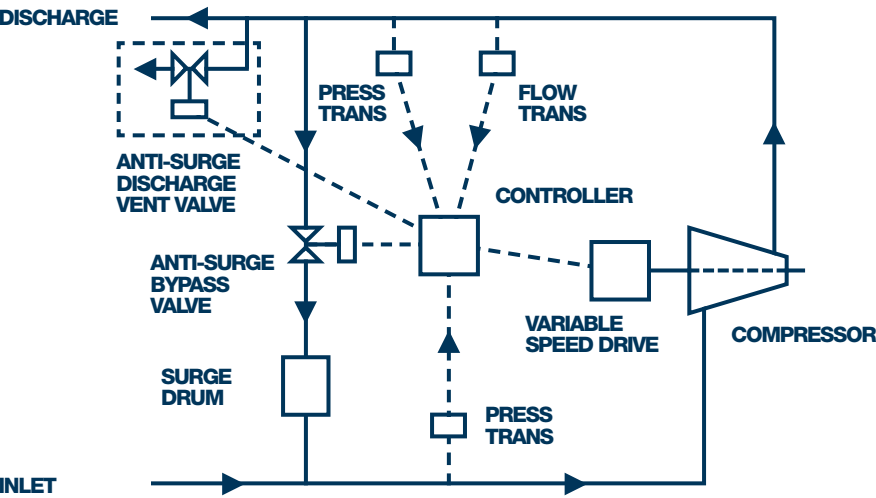 DISCHARGE
PRESS
TRANS
FLOW
TRANS
ANTI-SURGE
DISCHARGE
VENT VALVE
CONTROLLER
ANTI-SURGE
BYPASS
VALVE
VARIABLE
SPEED DRIVE
COMPRESSOR
SURGE
DRUM
PRESS
TRANS
INLET